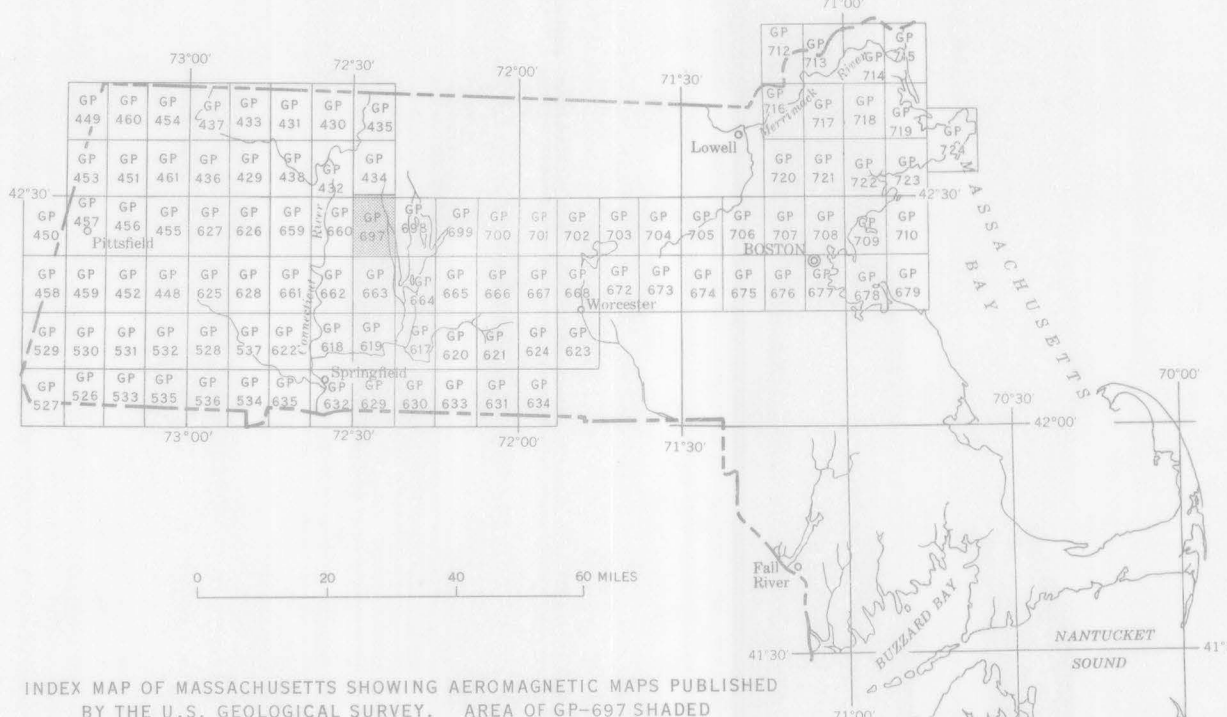 71°00'
GP 712
GP 713
GP 714
GP 715
73°00'
72°30'
72°00'
71°30'
River
GP 449
GP 460
GP 454
GP 437
GP 433
GP 431
GP 430
GP 435
GP 716
GP 717
GP 718
GP 719
GP 724
Merrimack
Lowell
GP 453
GP 451
GP 461
GP 436
GP 429
GP 438
GP 432
GP 434
GP 720
GP 721
GP 722
GP 723
42°30'
42°30'
GP 450
GP 457
GP 456
GP 455
GP 627
GP 626
GP 659
GP 660
GP 697
GP 698
GP 699
GP 700
GP 701
GP 702
GP 703
GP 704
GP 705
GP 706
GP 707
GP 708
GP 709
GP 710
Pittsfield
River
BOSTON
MASSACHUSETTS
BAY
GP 458
GP 459
GP 452
GP 448
GP 625
GP 628
GP 661
GP 662
GP 663
GP 664
GP 665
GP 666
GP 667
GP 668
GP 672
GP 673
GP 674
GP 675
GP 676
GP 677
GP 678
GP 679
Connecticut
Worcester
GP 529
GP 530
GP 531
GP 532
GP 528
GP 537
GP 622
GP 618
GP 619
GP 617
GP 620
GP 621
GP 624
GP 623
Springfield
GP 527
GP 526
GP 533
GP 535
GP 536
GP 534
GP 635
GP 632
GP 629
GP 630
GP 633
GP 631
GP 634
70°00'
70°30'
42°00'
73°00'
72°30'
72°00'
71°30'
0 20 40 60 MILES
Fall
River
BUZZARD BAY
NANTUCKET
SOUND
41°30'
41°
INDEX MAP OF MASSACHUSETTS SHOWING AEROMAGNETIC MAPS PUBLISHED
BY THE U.S. GEOLOGICAL SURVEY. AREA OF GP-697 SHADED
71°00'